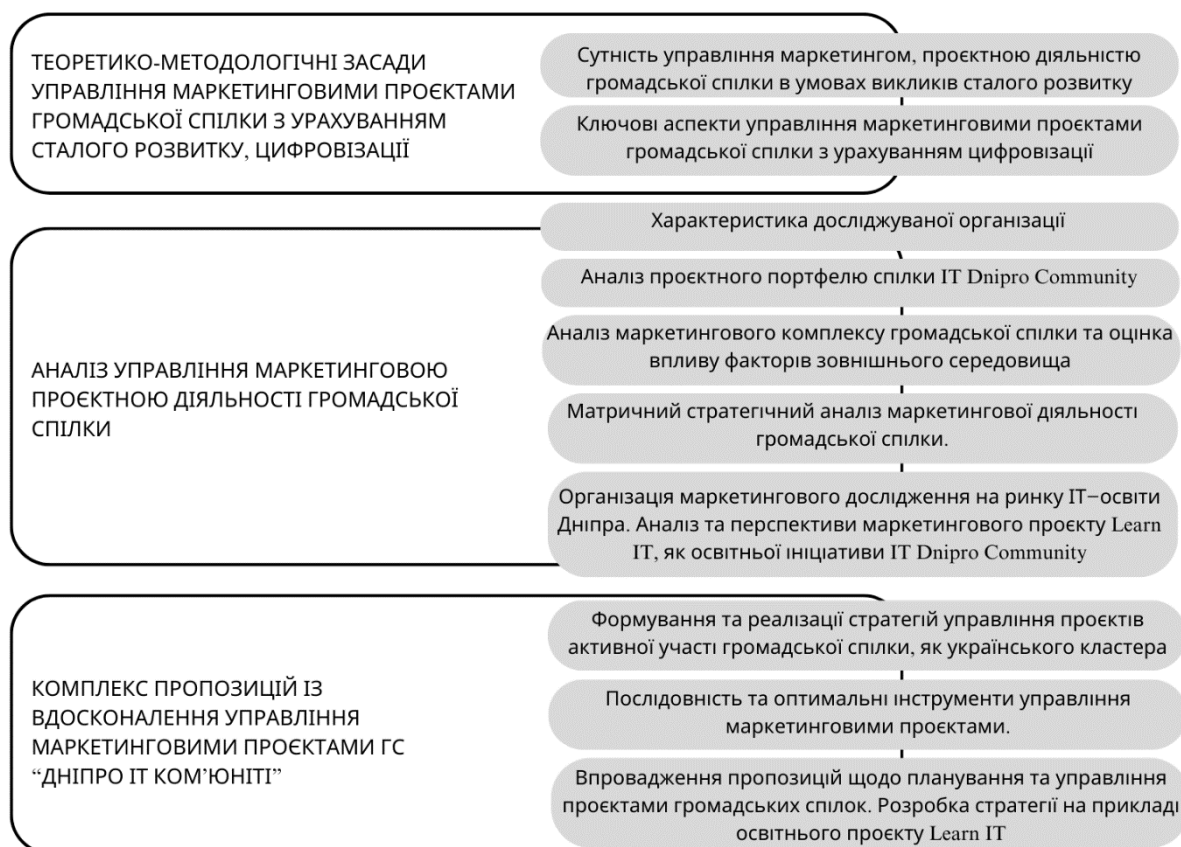 ТЕОРЕТИКО-МЕТОДОЛОГІЧНІ ЗАСАДИ
УПРАВЛІННЯ МАРКЕТИНГОВИМИ ПРОЄКТАМИ
ГРОМАДСЬКОЇ СПІЛКИ З УРАХУВАННЯМ
СТАЛОГО РОЗВИТКУ, ЦИФРОВІЗАЦІЇ
Сутність управління маркетингом, проєктною діяльністю
громадської спілки в умовах викликів сталого розвитку
Ключові аспекти управління маркетинговими проєктами
громадської спілки з урахуванням цифровізації
АНАЛІЗ УПРАВЛІННЯ МАРКЕТИНГОВОЮ
ПРОЄКТНОЮ ДІЯЛЬНОСТІ ГРОМАДСЬКОЇ
СПІЛКИ
Характеристика досліджуваної організації
Аналіз проєктного портфелю спілки IT Dnipro Community
Аналіз маркетингового комплексу громадської спілки та оцінка
впливу факторів зовнішнього середовища
Матричний стратегічний аналіз маркетингової діяльності
громадської спілки.
Організація маркетингового дослідження на ринку ІТ–освіти
Дніпра. Аналіз та перспективи маркетингового проєкту Learn
IT, як освітньої ініціативи IT Dnipro Community
КОМПЛЕКС ПРОПОЗИЦІЙ ІЗ
ВДОСКОНАЛЕННЯ УПРАВЛІННЯ
МАРКЕТИНГОВИМИ ПРОЄКТАМИ ГС
“ДНІПРО ІТ КОМ’ЮНІТІ”
Формування та реалізації стратегій управління проєктів
активної участі громадської спілки, як українського кластера
Послідовність та оптимальні інструменти управління
маркетинговими проєктами.
Впровадження пропозицій щодо планування та управління
проєктами громадських спілок. Розробка стратегії на прикладі
освітнього проєкту Learn IT